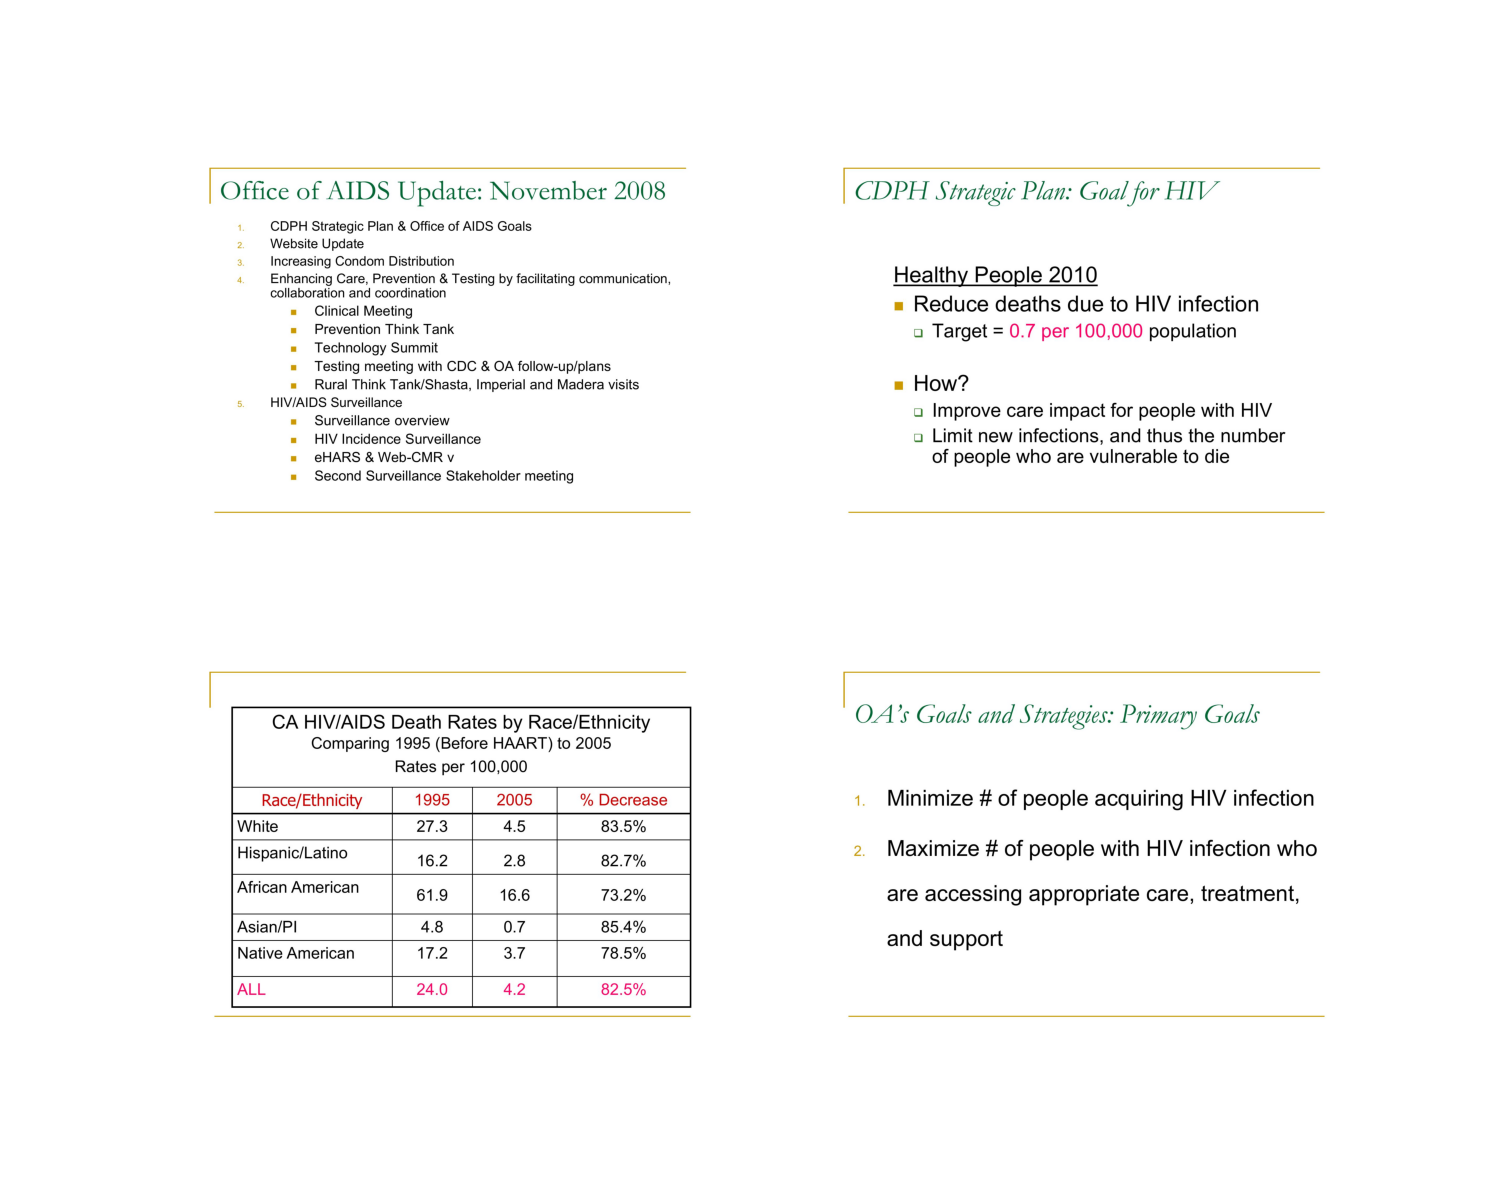 Office of AIDS Update: November 2008
1. CDPH Strategic Plan & Office of AIDS Goals
2. Website Update
3. Increasing Condom Distribution
4. Enhancing Care, Prevention & Testing by facilitating communication,
collaboration and coordination
■ Clinical Meeting
■ Prevention Think Tank
■ Technology Summit
■ Testing meeting with CDC & OA follow-up/plans
■ Rural Think Tank/Shasta, Imperial and Madera visits
5. HIV/AIDS Surveillance
■ Surveillance overview
■ HIV Incidence Surveillance
■ eHARS & Web-CMR v
■ Second Surveillance Stakeholder meeting
CDPH Strategic Plan: Goal for HIV
Healthy People 2010
■ Reduce deaths due to HIV infection
❑ Target = 0.7 per 100,000 population
■ How?
❑ Improve care impact for people with HIV
❑ Limit new infections, and thus the number
of people who are vulnerable to die
CA HIV/AIDS Death Rates by Race/Ethnicity
Comparing 1995 (Before HAART) to 2005
Rates per 100,000
Race/Ethnicity 1995 2005 % Decrease
White 27.3 4.5 83.5%
Hispanic/Latino 16.2 2.8 82.7%
African American 61.9 16.6 73.2%
Asian/PI 4.8 0.7 85.4%
Native American 17.2 3.7 78.5%
ALL 24.0 4.2 82.5%
OA's Goals and Strategies: Primary Goals
1. Minimize # of people acquiring HIV infection
2. Maximize # of people with HIV infection who
are accessing appropriate care, treatment,
and support